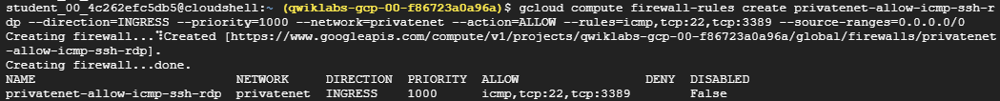 student_00_4c262efc5db5@cloudshell:~ (qwiklabs-gcp-00-f86723a0a96a)$ gcloud compute firewall-rules create privatenet-allow-icmp-ssh-r
dp --direction=INGRESS --priority=1000 --network=privatenet --action=ALLOW --rules=icmp,tcp:22,tcp:3389 --source-ranges=0.0.0.0/0
Creating firewall...⠹Created [https://www.googleapis.com/compute/v1/projects/qwiklabs-gcp-00-f86723a0a96a/global/firewalls/privatenet
-allow-icmp-ssh-rdp].
Creating firewall...done.
NAME NETWORK DIRECTION PRIORITY ALLOW DENY DISABLED
privatenet-allow-icmp-ssh-rdp privatenet INGRESS 1000 icmp,tcp:22,tcp:3389 False